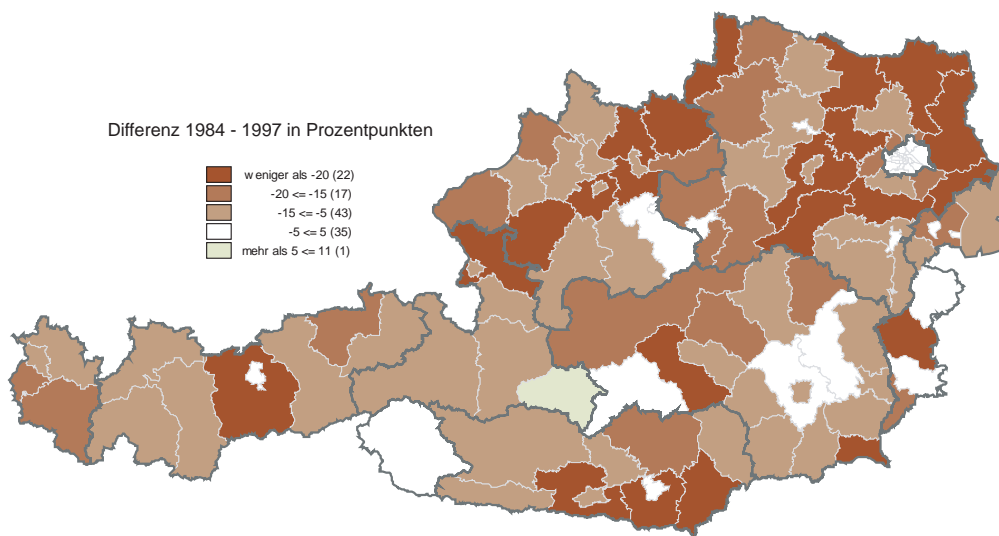 Differenz 1984 - 1997 in Prozentpunkten
weniger als -20 (22)
-20 <= -15 (17)
-15 <= -5 (43)
-5 <= 5 (35)
mehr als 5 <= 11 (1)